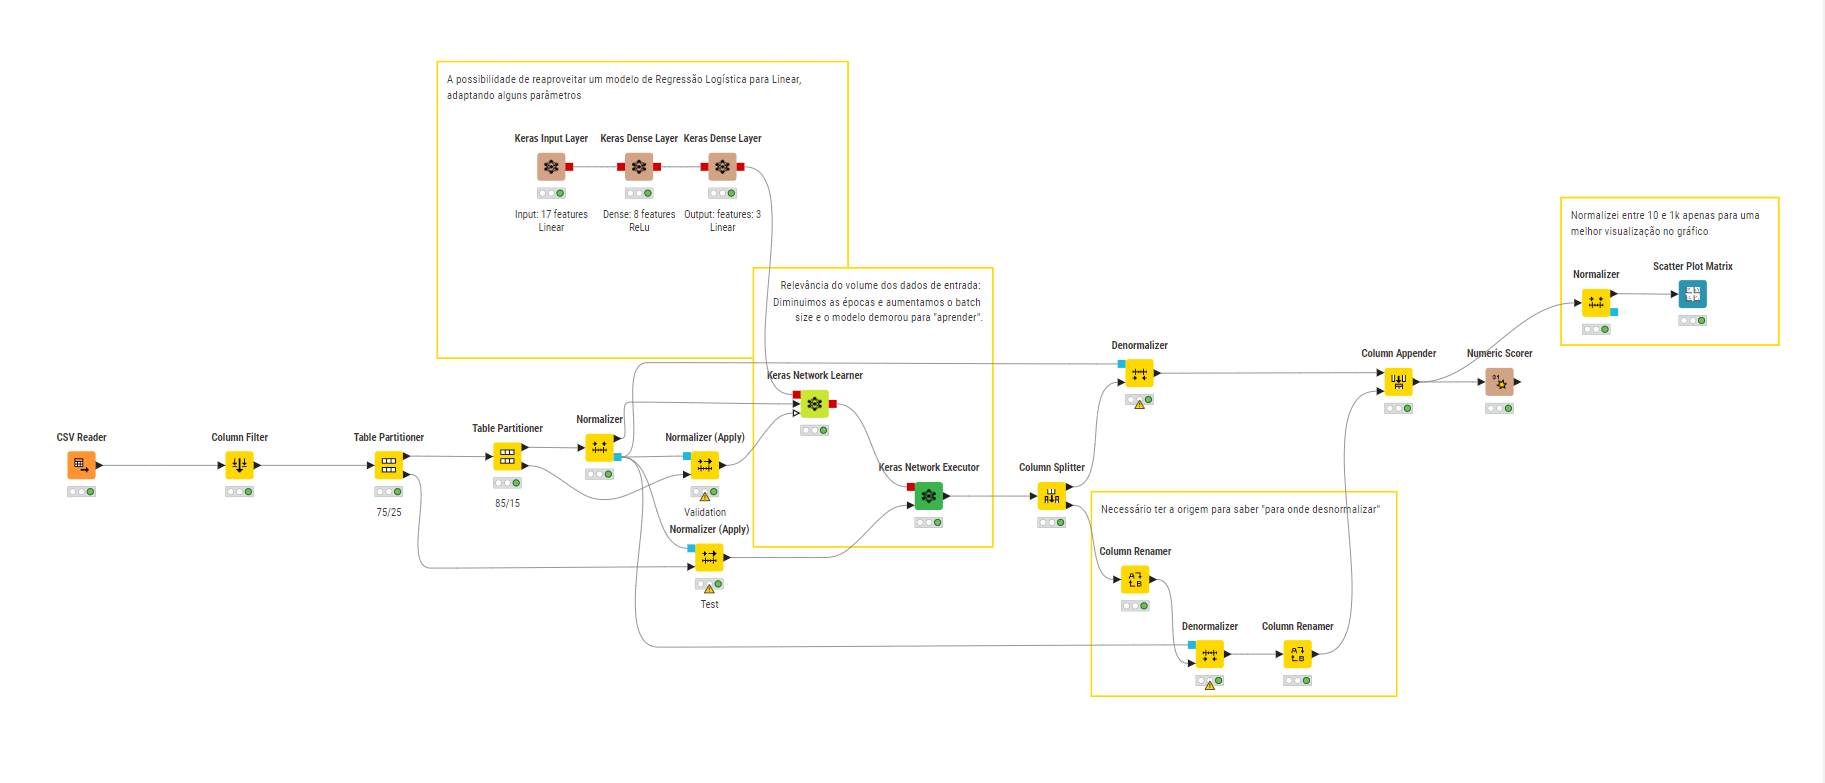 A possibilidade de reaproveitar um modelo de Regressão Logística para Linear,
adaptando alguns parâmetros
Keras Input Layer
Keras Dense Layer
Keras Dense Layer
Input: 17 features
Linear
Dense: 8 features
ReLu
Output: features: 3
Linear
Normalizei entre 10 e 1k apenas para uma
melhor visualização no gráfico
Normalizer
Scatter Plot Matrix
Relevância do volume dos dados de entrada:
Diminuimos as épocas e aumentamos o batch
size e o modelo demorou para "aprender".
Denormalizer
Column Appender
Numeric Scorer
Keras Network Learner
CSV Reader
Column Filter
Table Partitioner
75/25
Table Partitioner
85/15
Normalizer
Normalizer (Apply)
Validation
Normalizer (Apply)
Test
Keras Network Executor
Column Splitter
Necessário ter a origem para saber "para onde desnormalizar"
Column Renamer
Denormalizer
Column Renamer